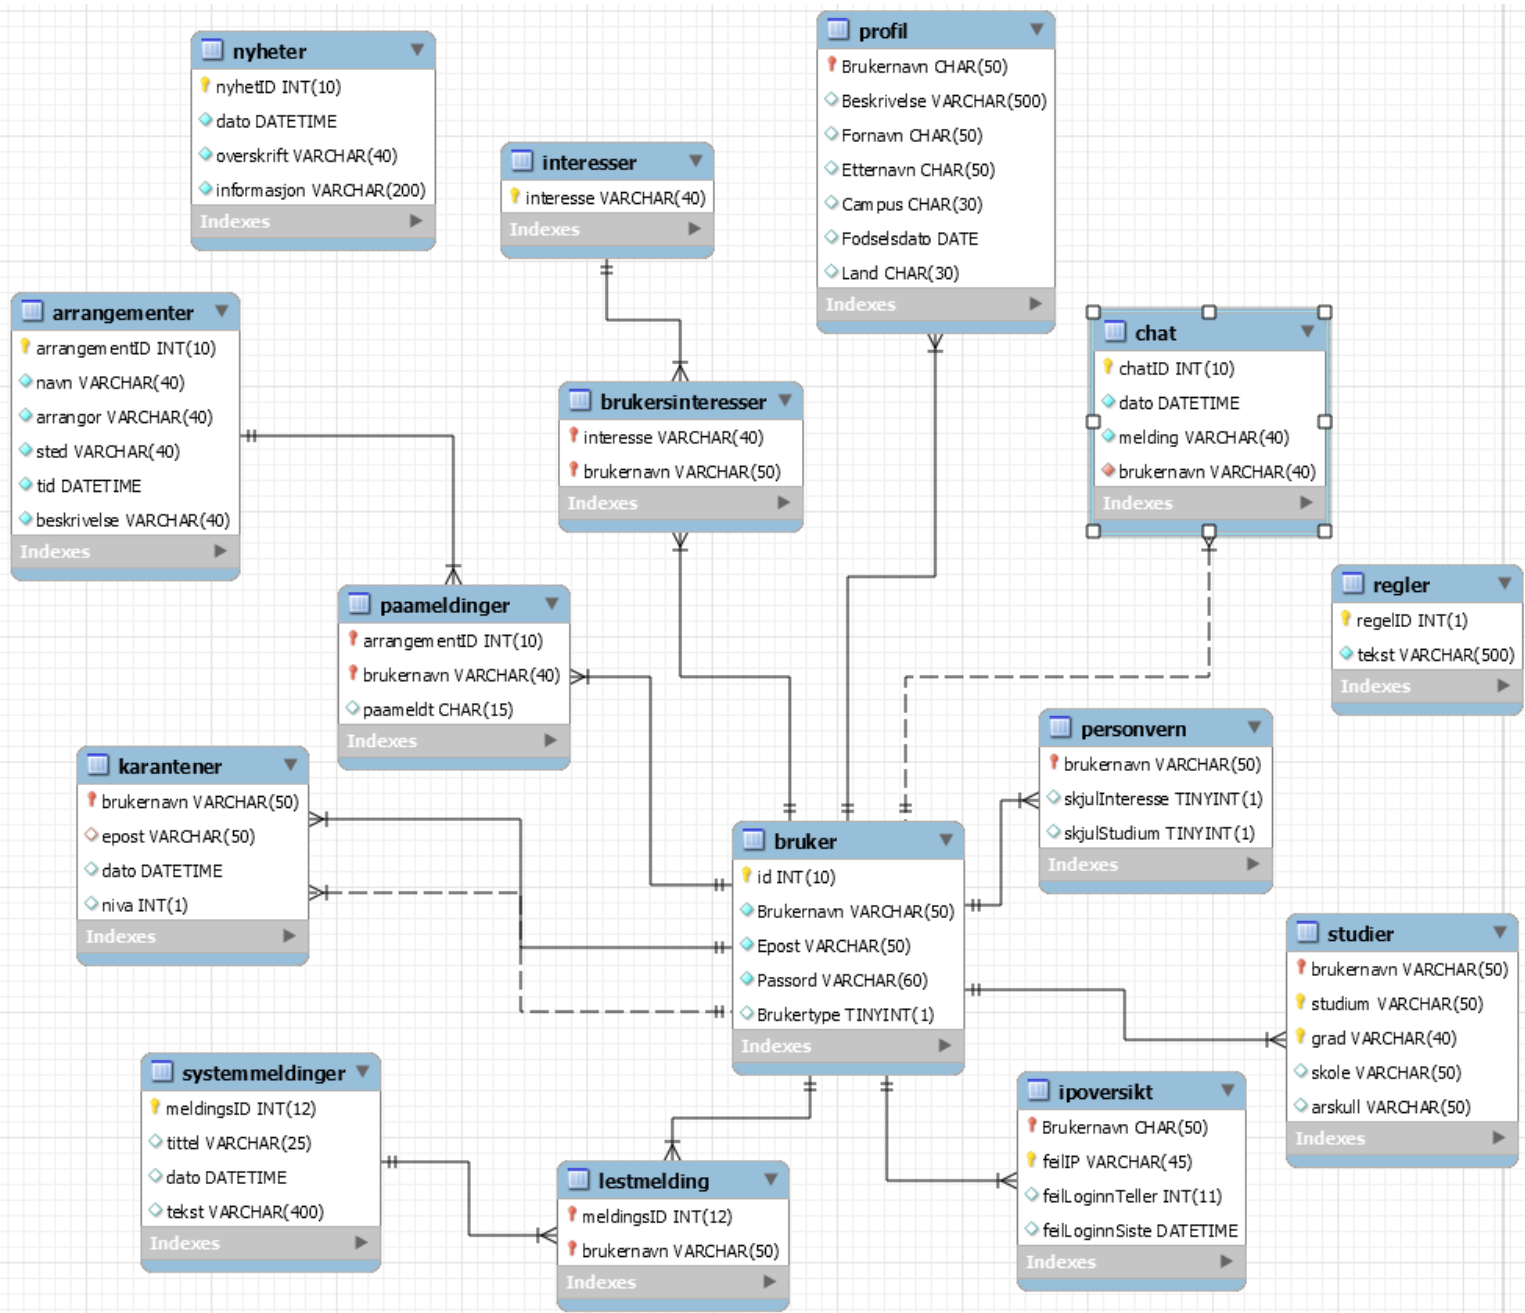 nyheter
nyhetID INT(10)
dato DATETIME
overskrift VARCHAR(40)
informasjon VARCHAR(200)
Indexes
interesser
interesse VARCHAR(40)
Indexes
profil
Brukernavn CHAR(50)
Beskrivelse VARCHAR(500)
Fornavn CHAR(50)
Etternavn CHAR(50)
Campus CHAR(30)
Fodselsdato DATE
Land CHAR(30)
Indexes
arrangementer
arrangementID INT(10)
navn VARCHAR(40)
arrangor VARCHAR(40)
sted VARCHAR(40)
tid DATETIME
beskrivelse VARCHAR(40)
Indexes
brukersinteresser
interesse VARCHAR(40)
brukernavn VARCHAR(50)
Indexes
chat
chatID INT(10)
dato DATETIME
melding VARCHAR(40)
brukernavn VARCHAR(40)
Indexes
paameldinger
arrangementID INT(10)
brukernavn VARCHAR(40)
paameldt CHAR(15)
Indexes
regler
regelID INT(1)
tekst VARCHAR(500)
Indexes
karantener
brukernavn VARCHAR(50)
epost VARCHAR(50)
dato DATETIME
niva INT(1)
Indexes
personvern
brukernavn VARCHAR(50)
skjulInteresse TINYINT(1)
skjulStudium TINYINT(1)
Indexes
bruker
id INT(10)
Brukernavn VARCHAR(50)
Epost VARCHAR(50)
Passord VARCHAR(60)
Brukertype TINYINT(1)
Indexes
studier
brukernavn VARCHAR(50)
studium VARCHAR(50)
grad VARCHAR(40)
skole VARCHAR(50)
arskull VARCHAR(50)
Indexes
systemmeldinger
meldingsID INT(12)
tittel VARCHAR(25)
dato DATETIME
tekst VARCHAR(400)
Indexes
lestmelding
meldingsID INT(12)
brukernavn VARCHAR(50)
Indexes
ipoversikt
Brukernavn CHAR(50)
feilIP VARCHAR(45)
feilLoginnTeller INT(11)
feilLoginnSiste DATETIME
Indexes